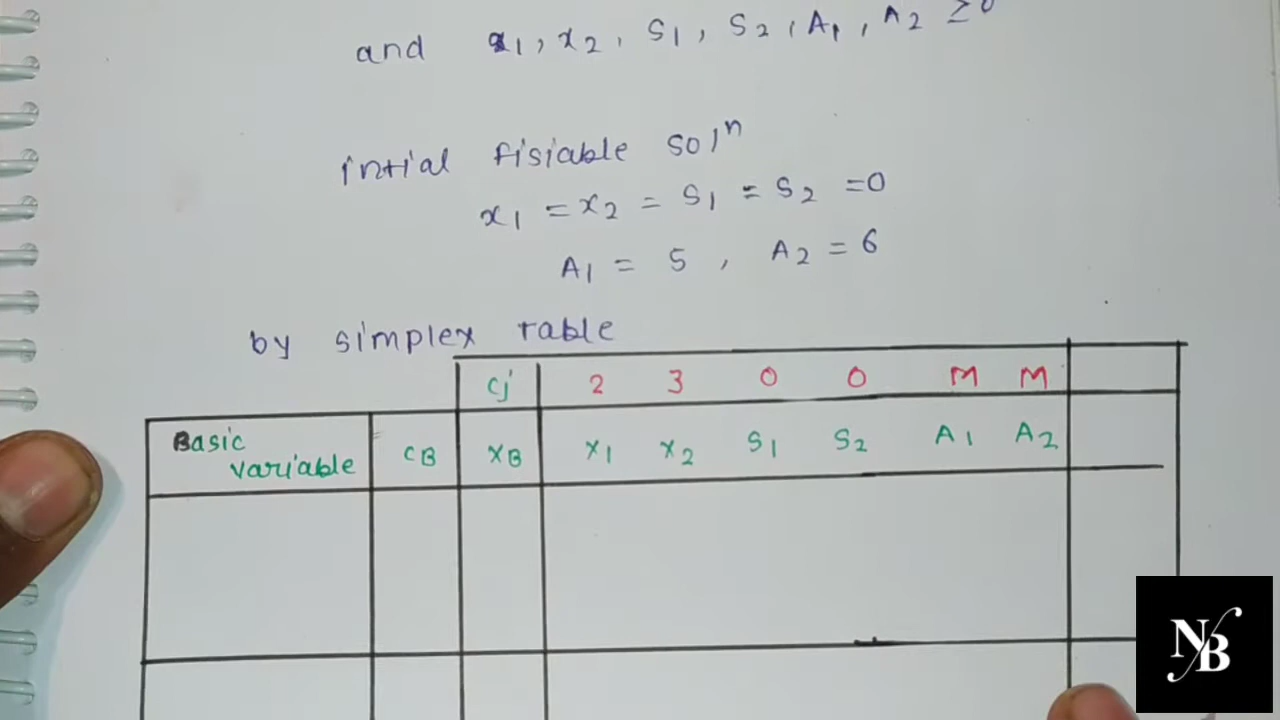 and x1, x2, S1, S2, A1, A2 ≥0
intial fisiable soln
x1 = x2 = S1 = S2 =0
A1 = 5, A2 = 6
by simplex table
Cj 2 3 0 0 M M
Basic variable CB XB X1 X2 S1 S2 A1 A2
NB